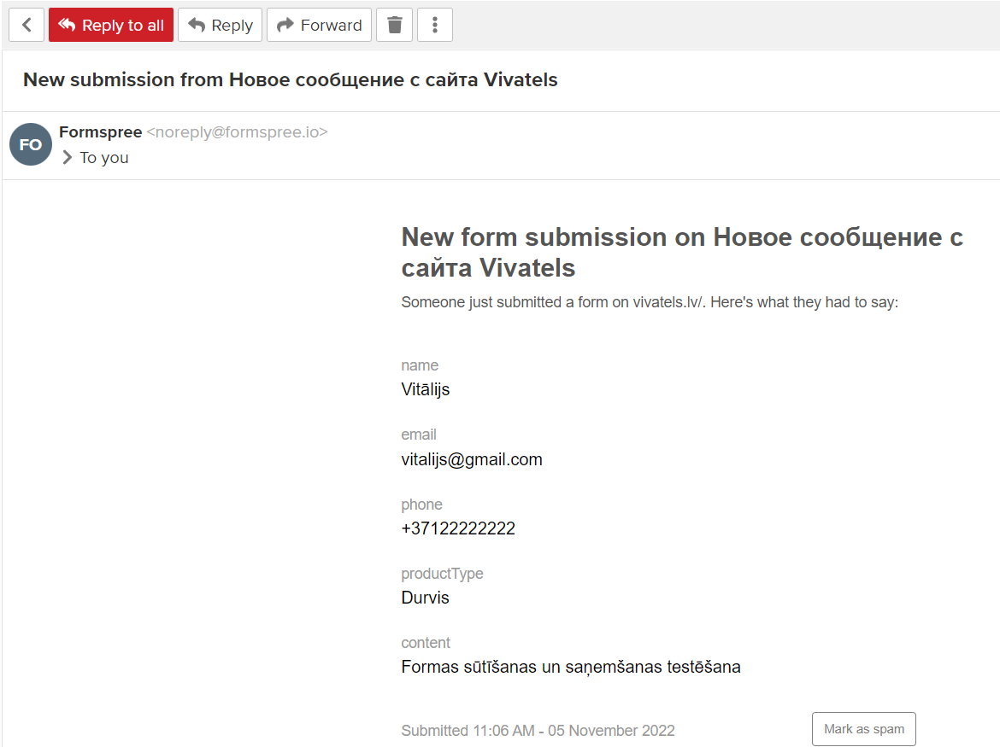 Reply to all Reply Forward
New submission from Новое сообщение с сайта Vivatels
FO
Formspree <noreply@formspree.io>
To you
New form submission on Новое сообщение с
сайта Vivatels
Someone just submitted a form on vivatels.lv/. Here's what they had to say:
name
Vitālijs
email
vitalijs@gmail.com
phone
+37122222222
productType
Durvis
content
Formas sūtīšanas un saņemšanas testēšana
Submitted 11:06 AM - 05 November 2022 Mark as spam